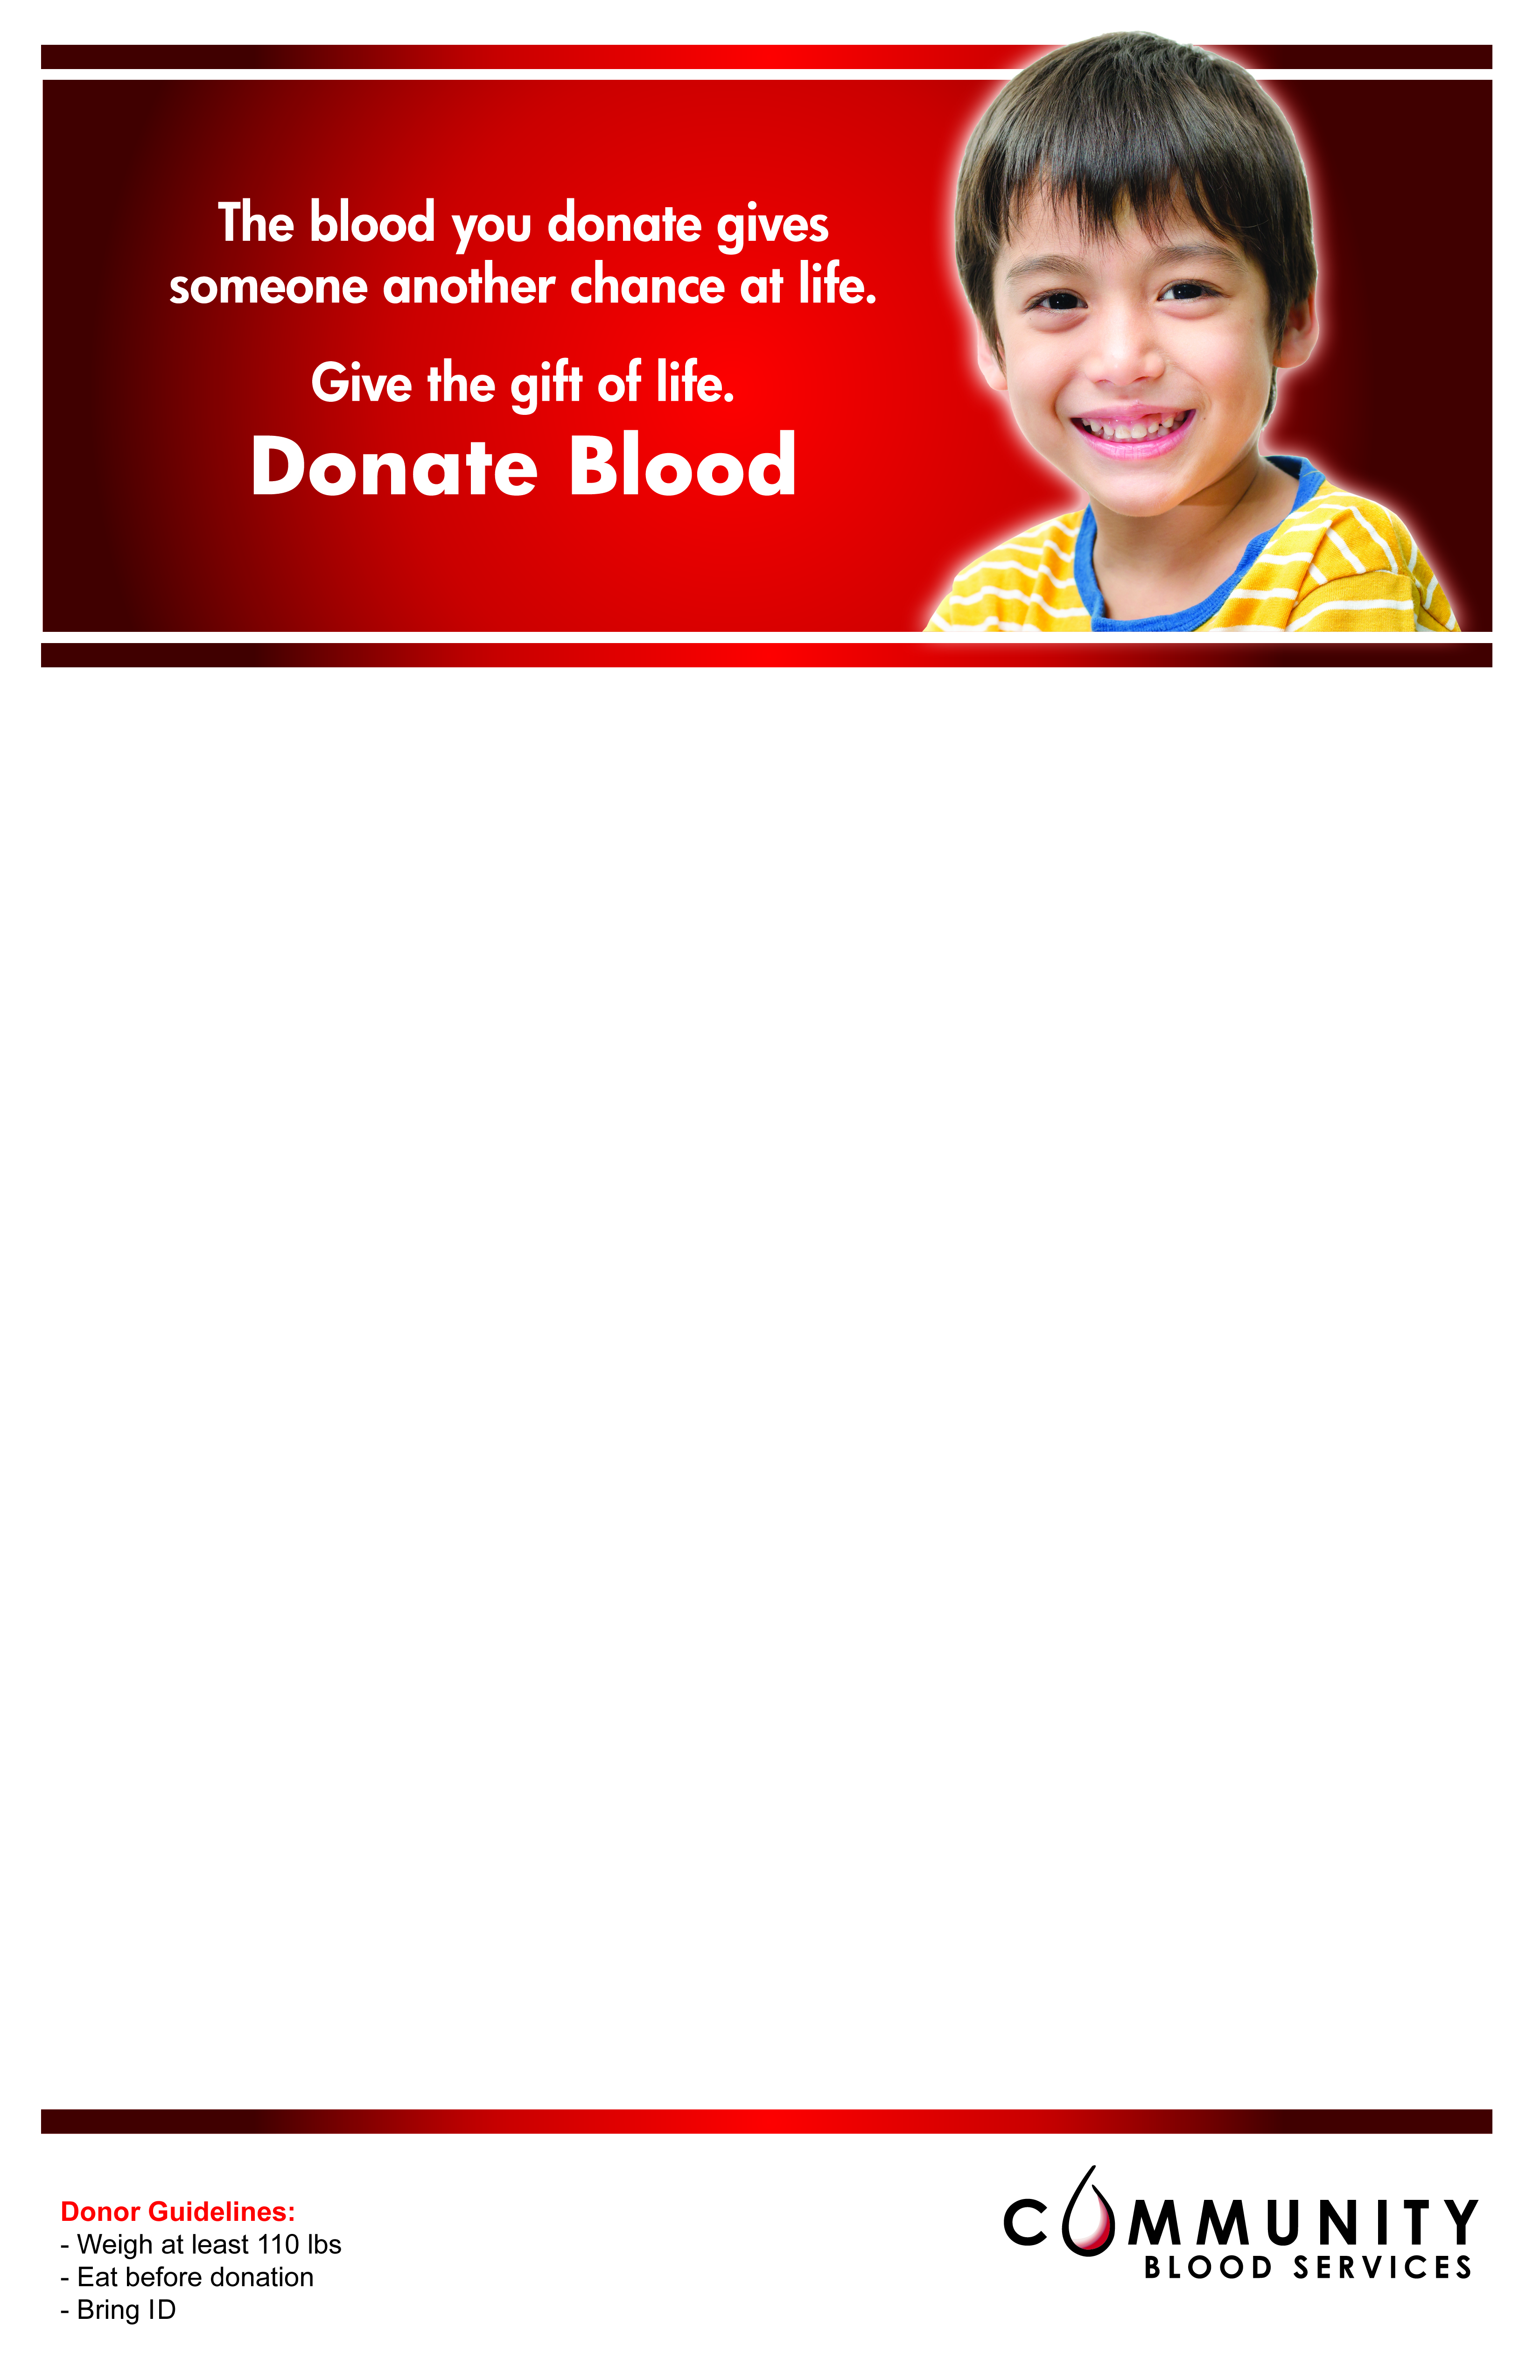 The blood you donate gives
someone another chance at life.
Give the gift of life.
Donate Blood
Donor Guidelines:
- Weigh at least 110 lbs
- Eat before donation
- Bring ID
COMMUNITY
BLOOD SERVICES